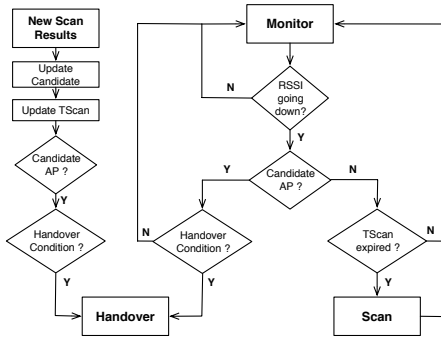 New Scan
Results
Update
Candidate
Update TScan
Candidate
AP ?
Y
Handover
Condition ?
Y
Handover
Monitor
RSSI
going
down?
N
Y
Candidate
AP ?
Y
N
Handover
Condition ?
N
Y
TScan
expired ?
N
Y
Scan